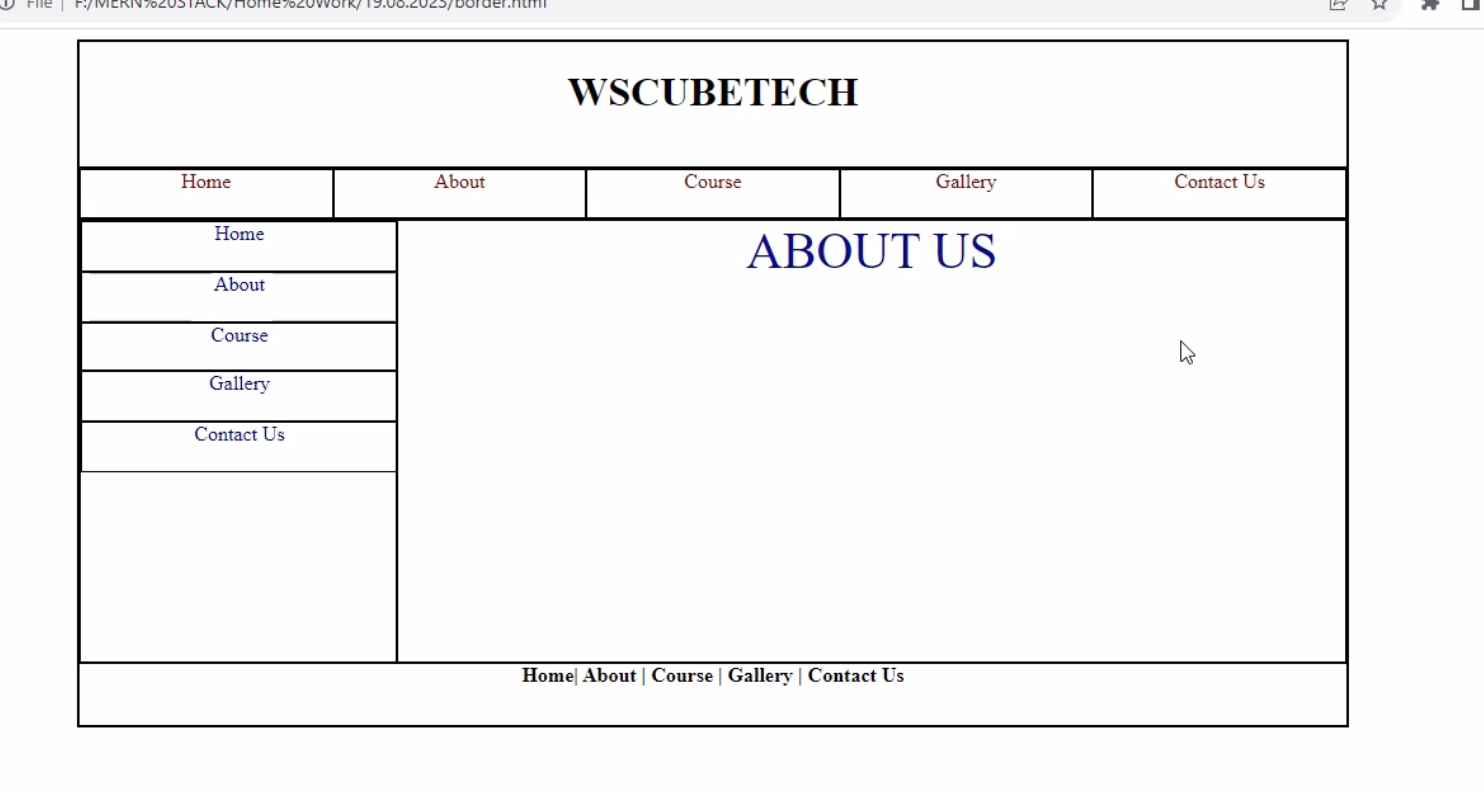 File | F:/MERN%20STACK/Home%20Work/19.08.2023/border.html
WSCUBETECH
Home About Course Gallery Contact Us
Home
About
Course
Gallery
Contact Us
ABOUT US
Home| About | Course | Gallery | Contact Us